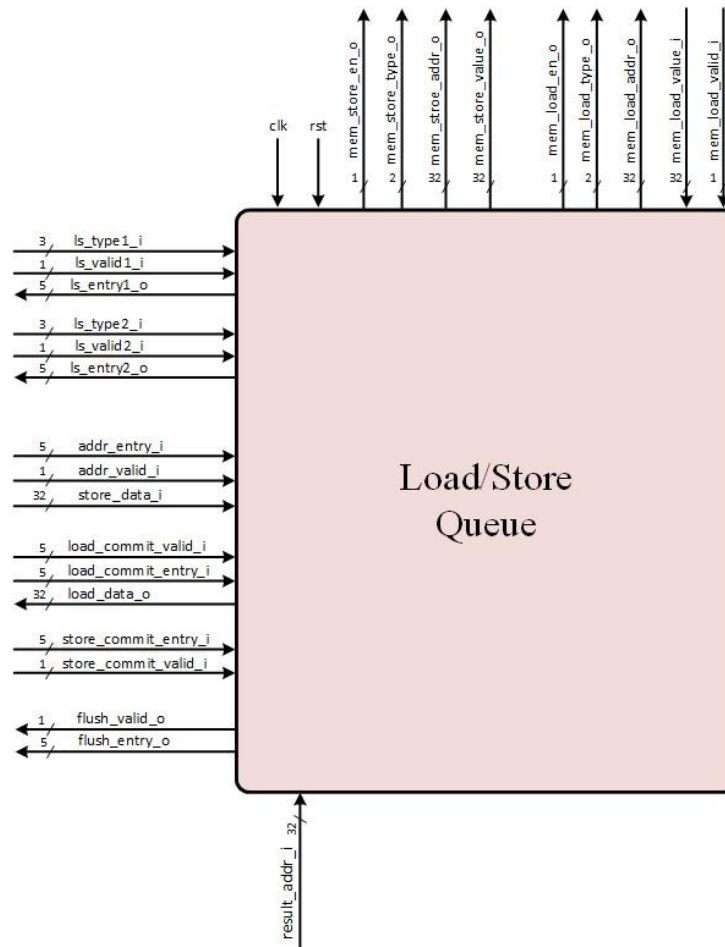 mem_store_en_o
1
mem_store_type_o
2
mem_stroe_addr_o
32
mem_store_value_o
32
mem_load_en_o
1
mem_load_type_o
2
mem_load_addr_o
32
mem_load_value_i
32
mem_load_valid_i
1
clk
rst
3 ls_type1_i
1 ls_valid1_i
5 ls_entry1_o
3 ls_type2_i
1 ls_valid2_i
5 ls_entry2_o
5 addr_entry_i
1 addr_valid_i
32 store_data_i
Load/Store
Queue
5 load_commit_valid_i
5 load_commit_entry_i
32 load_data_o
5 store_commit_entry_i
1 store_commit_valid_i
1 flush_valid_o
5 flush_entry_o
32
result_addr_i